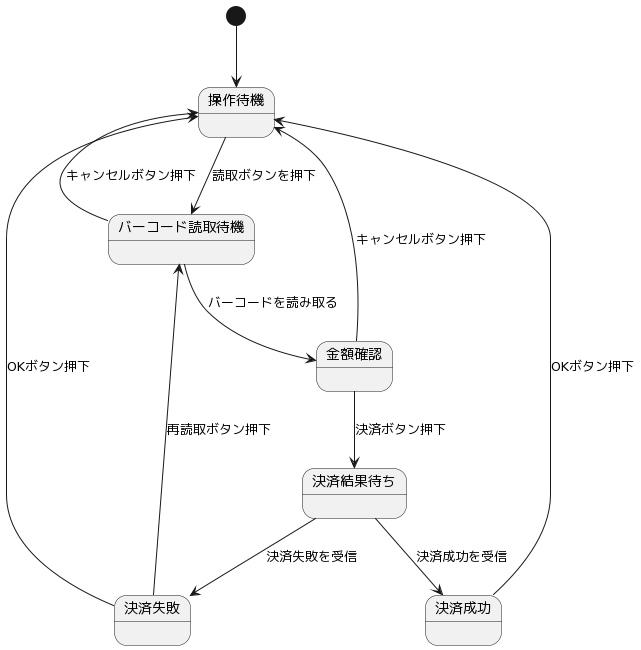 操作待機
キャンセルボタン押下
読取ボタンを押下
バーコード読取待機
バーコードを読み取る
キャンセルボタン押下
金額確認
OKボタン押下
OKボタン押下
再読取ボタン押下
決済ボタン押下
決済結果待ち
決済失敗を受信
決済成功を受信
決済失敗
決済成功